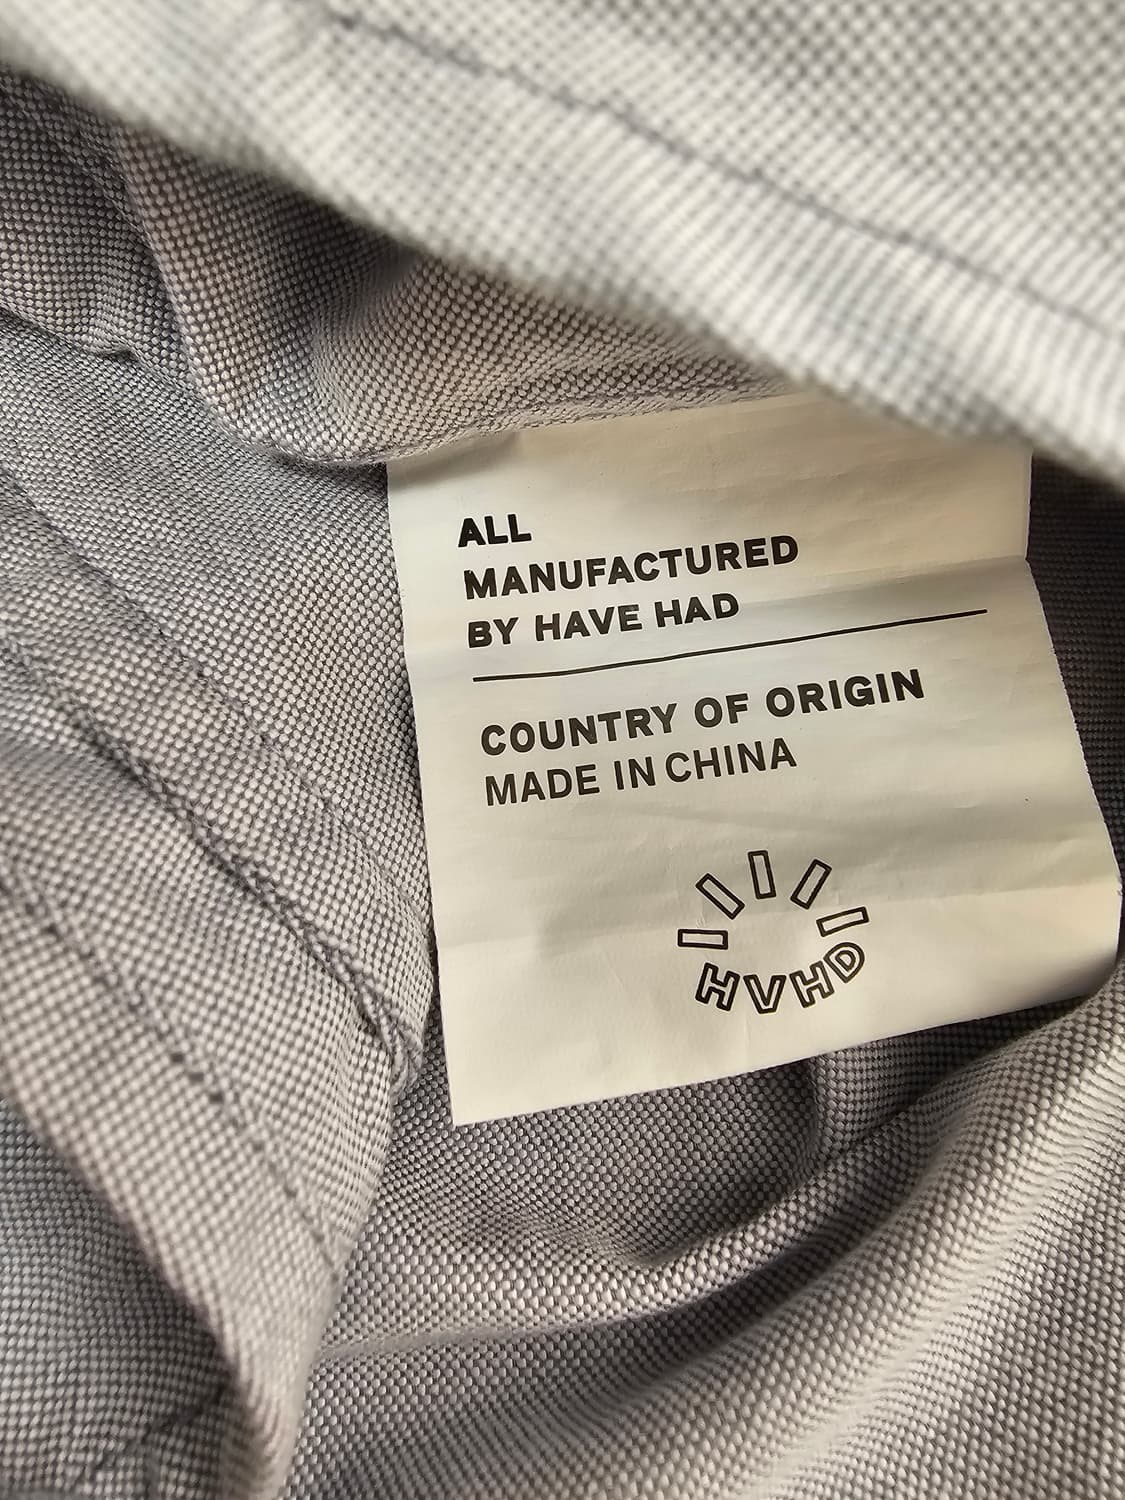 ALL
MANUFACTURED
BY HAVE HAD
COUNTRY OF ORIGIN
MADE IN CHINA
HVHD